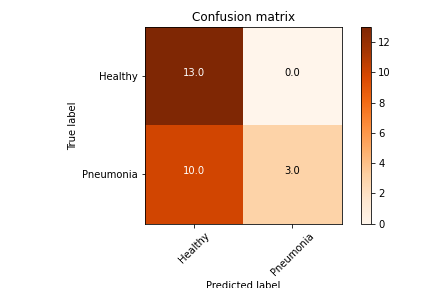 Confusion matrix
Healthy
13.0
0.0
Pneumonia
10.0
3.0
True label
Healthy
Pneumonia
Predicted label
12
10
8
6
4
2
0